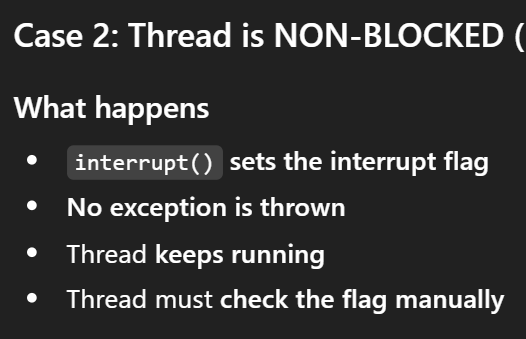 Case 2: Thread is NON-BLOCKED (
What happens
• interrupt() sets the interrupt flag
• No exception is thrown
• Thread keeps running
• Thread must check the flag manually